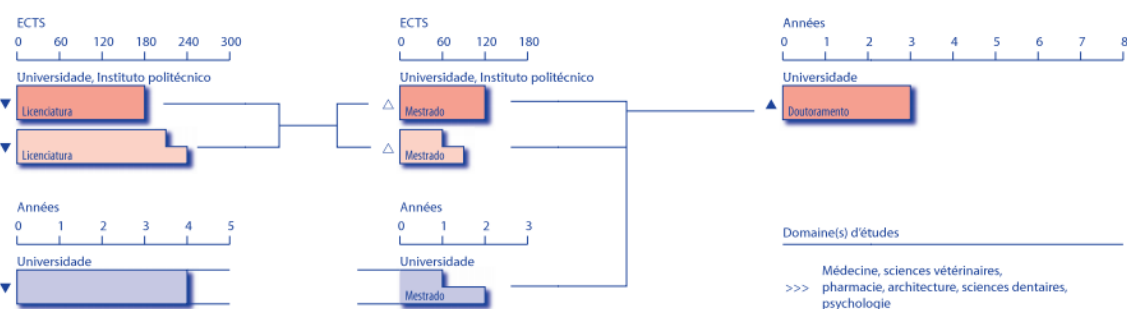 ECTS
0 60 120 180 240 300
Universidade, Instituto politécnico
Licenciatura
Licenciatura
Années
0 1 2 3 4 5
Universidade
ECTS
0 60 120 180
Universidade, Instituto politécnico
Mestrado
Mestrado
Années
0 1 2 3
Universidade
Mestrado
Années
0 1 2 3 4 5 6 7 8
Universidade
Doutoramento
Domaine(s) d'études
>>> Médecine, sciences vétérinaires,
pharmacie, architecture, sciences dentaires,
psychologie